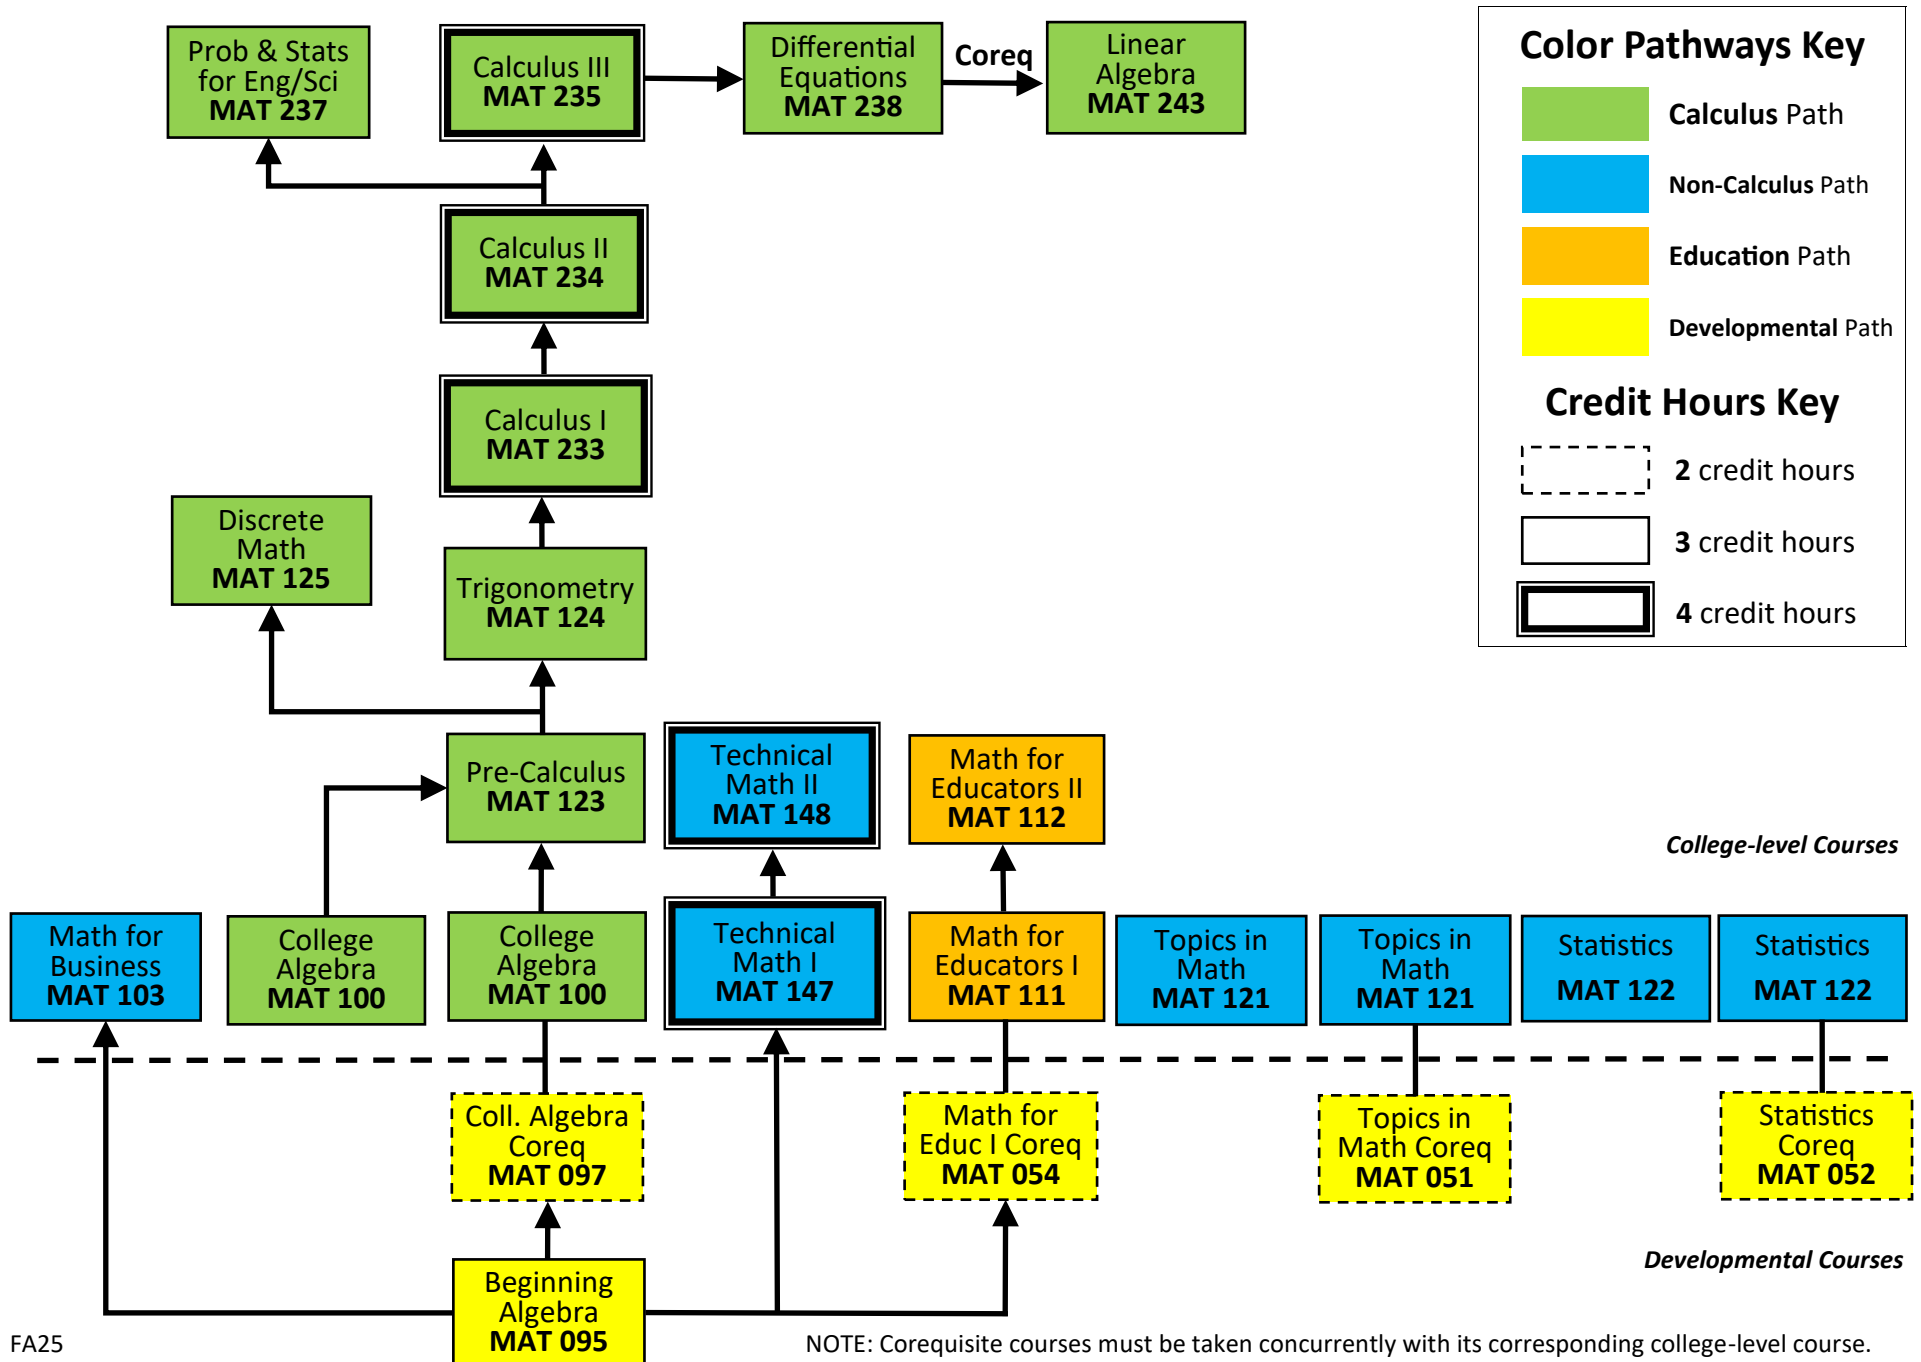 Prob & Stats
for Eng/Sci
MAT 237
Calculus III
MAT 235
Differential
Equations
MAT 238
Coreq
Linear
Algebra
MAT 243
Color Pathways Key
Calculus Path
Non-Calculus Path
Education Path
Developmental Path
Credit Hours Key
2 credit hours
3 credit hours
4 credit hours
Calculus II
MAT 234
Calculus I
MAT 233
Discrete
Math
MAT 125
Trigonometry
MAT 124
Pre-Calculus
MAT 123
Technical
Math II
MAT 148
Math for
Educators II
MAT 112
College-level Courses
Math for
Business
MAT 103
College
Algebra
MAT 100
College
Algebra
MAT 100
Technical
Math I
MAT 147
Math for
Educators I
MAT 111
Topics in
Math
MAT 121
Topics in
Math
MAT 121
Statistics
MAT 122
Statistics
MAT 122
Coll. Algebra
Coreq
MAT 097
Math for
Educ I Coreq
MAT 054
Topics in
Math Coreq
MAT 051
Statistics
Coreq
MAT 052
Developmental Courses
Beginning
Algebra
MAT 095
FA25
NOTE: Corequisite courses must be taken concurrently with its corresponding college-level course.